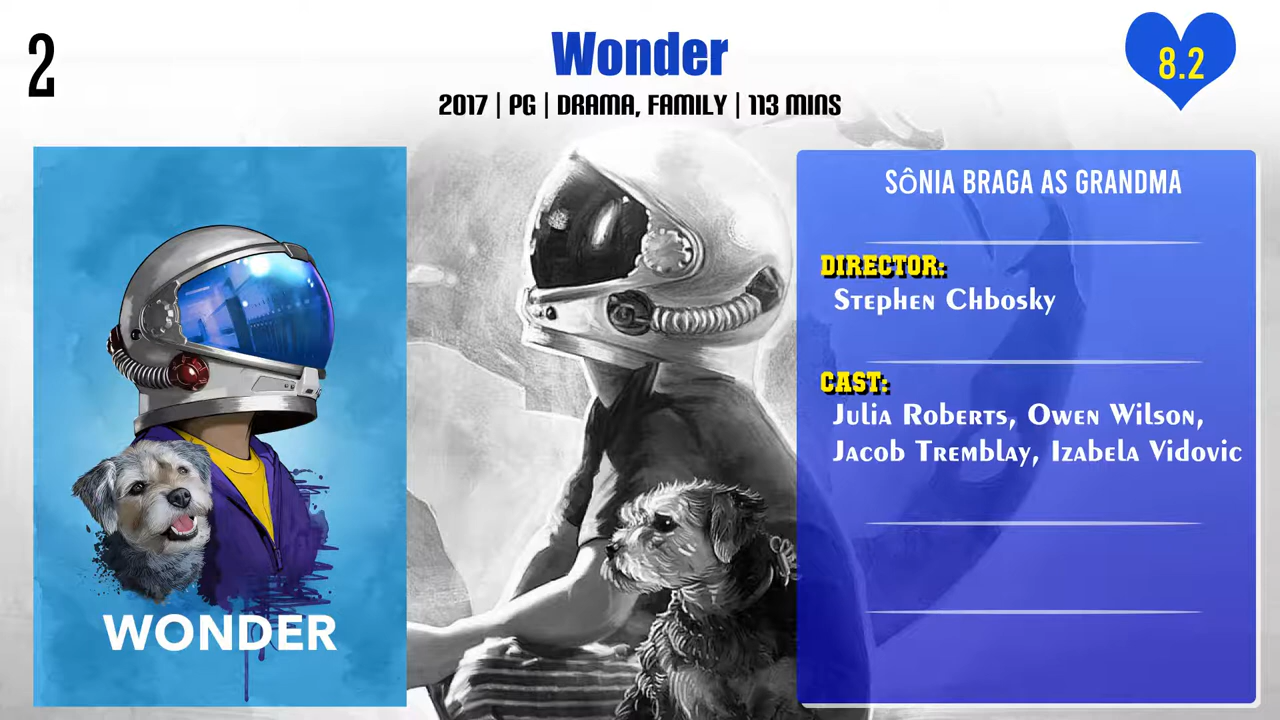 2
Wonder
8.2
2017 | PG | DRAMA, FAMILY | 113 MINS
WONDER
SÔNIA BRAGA AS GRANDMA
DIRECTOR:
Stephen Chbosky
CAST:
Julia Roberts, Owen Wilson,
Jacob Tremblay, Izabela Vidovic